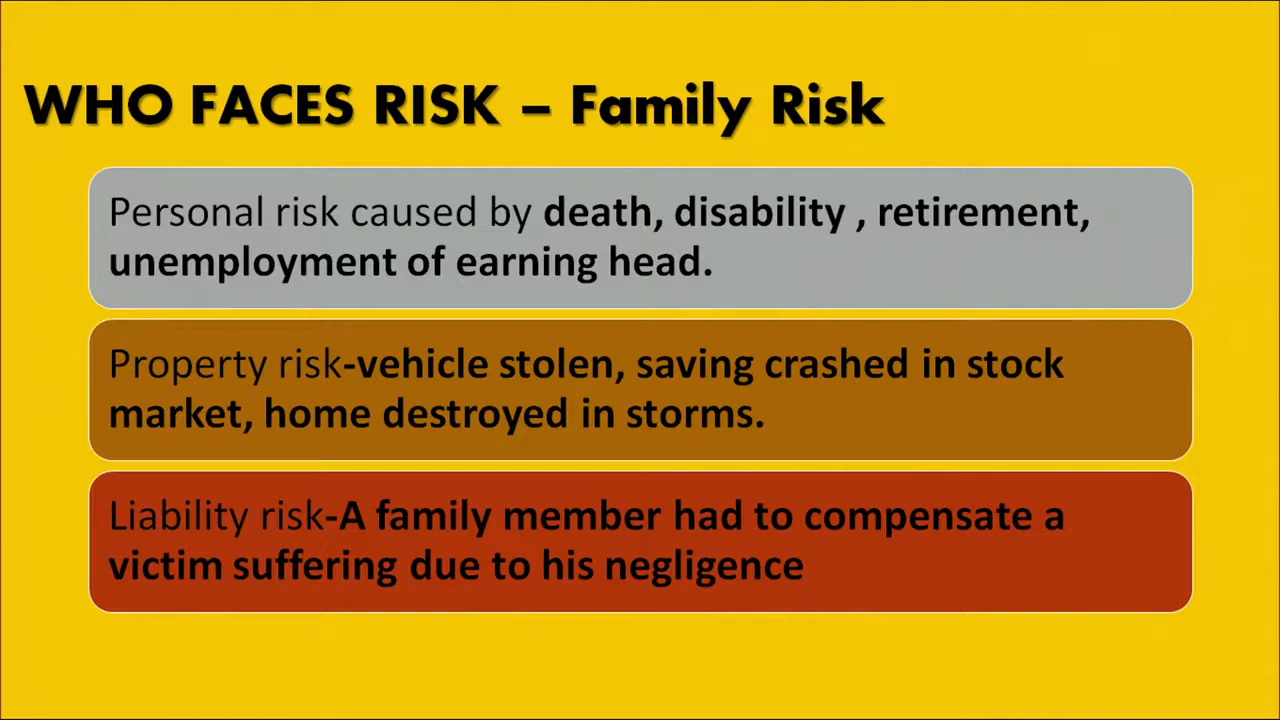 WHO FACES RISK – Family Risk
Personal risk caused by death, disability , retirement,
unemployment of earning head.
Property risk-vehicle stolen, saving crashed in stock
market, home destroyed in storms.
Liability risk-A family member had to compensate a
victim suffering due to his negligence